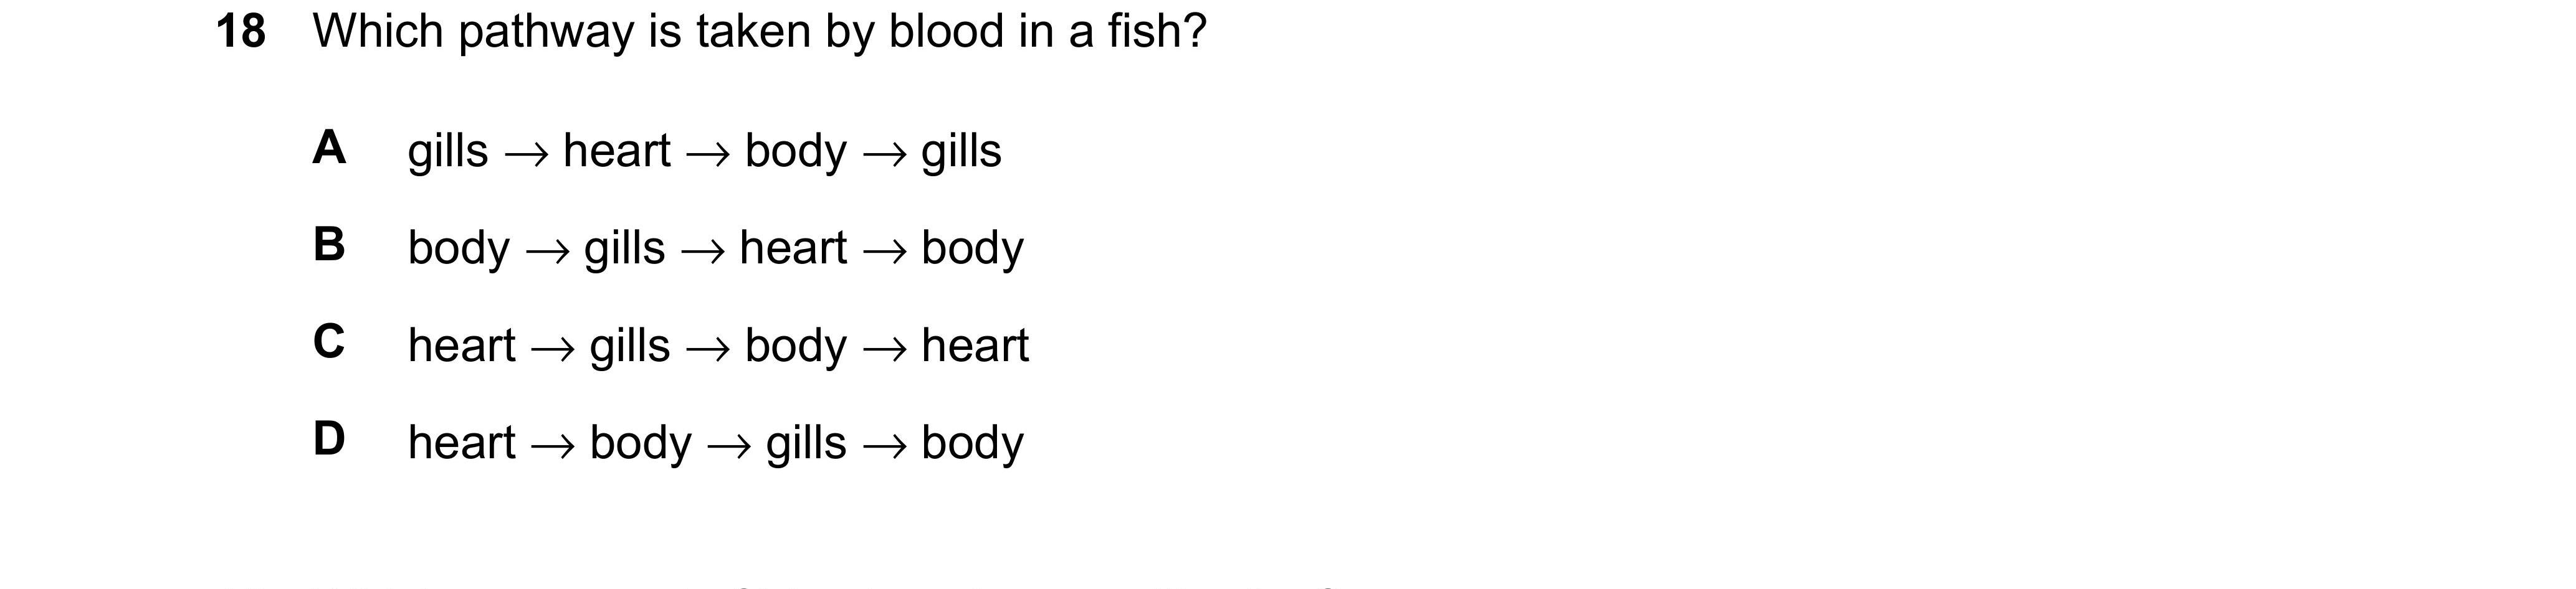 18 Which pathway is taken by blood in a fish?
A gills → heart → body → gills
B body → gills → heart → body
C heart → gills → body → heart
D heart → body → gills → body